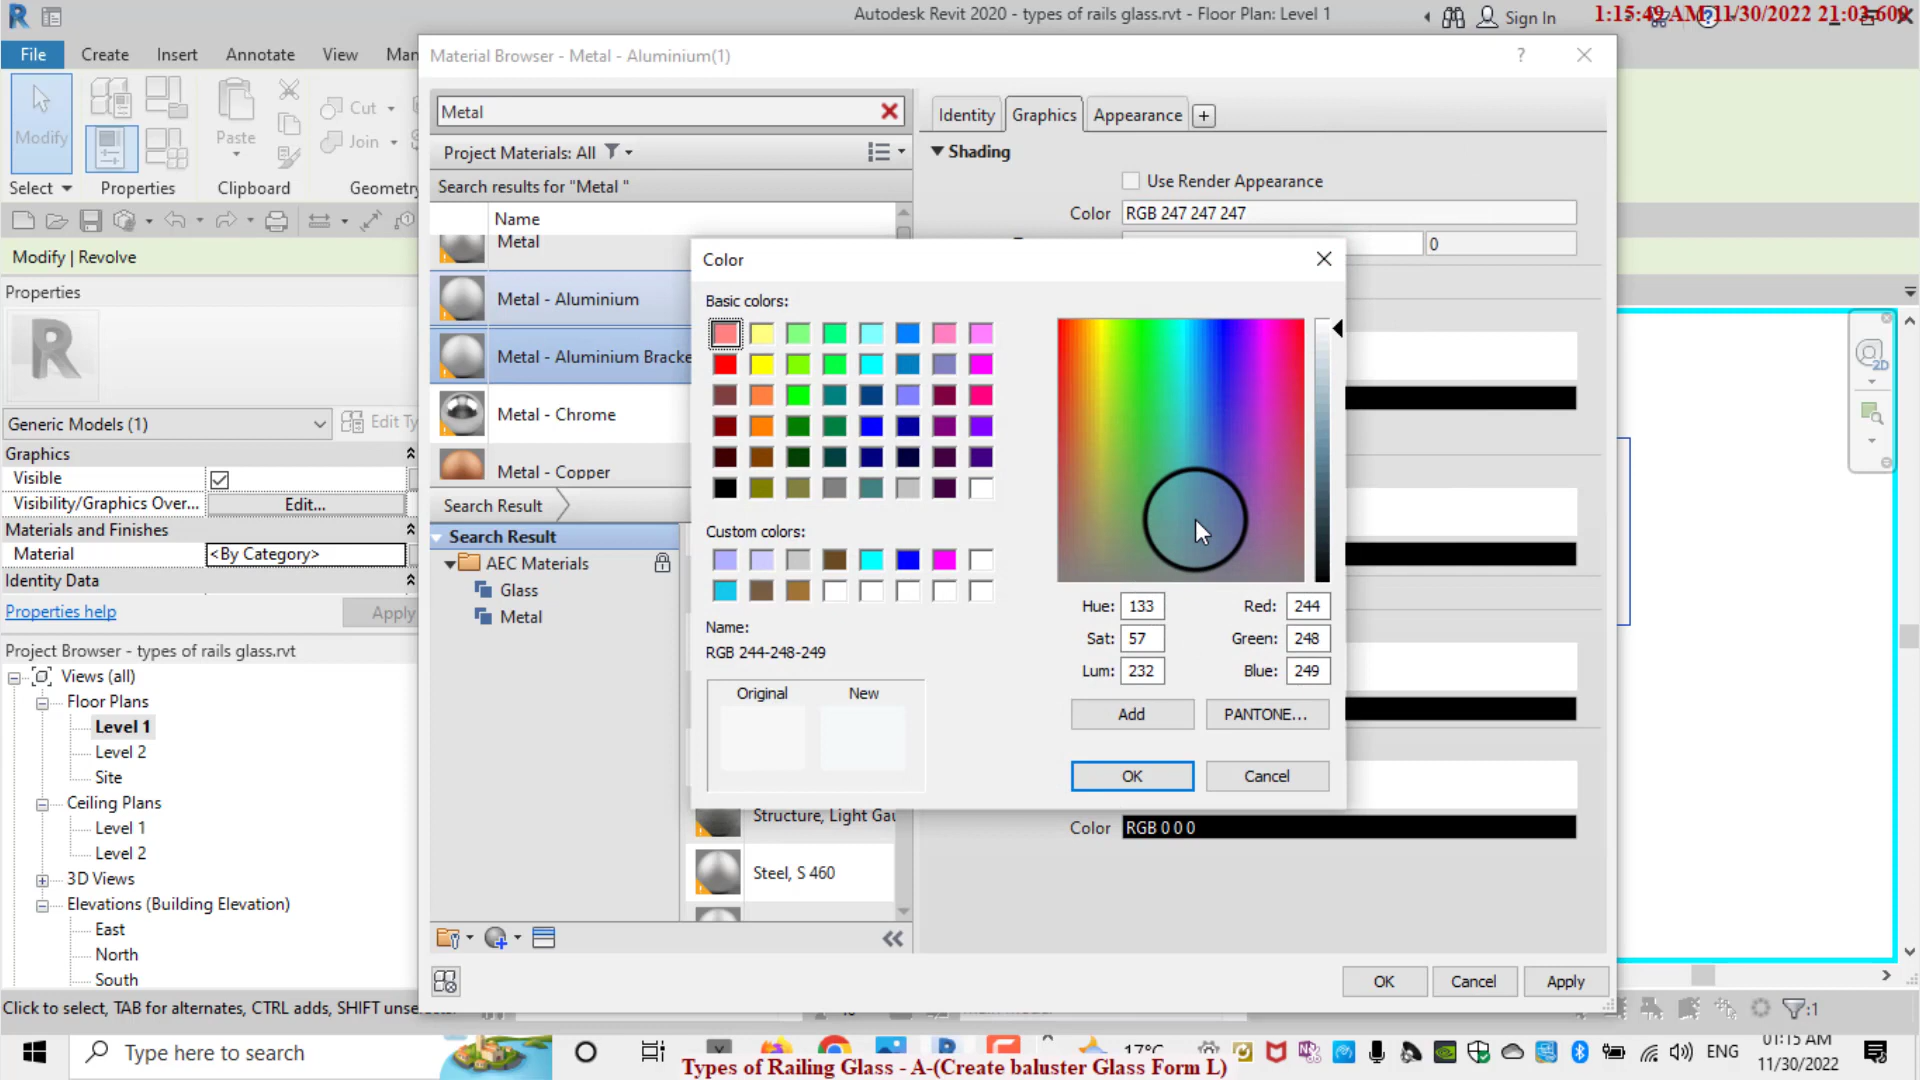 Autodesk Revit 2020 - types of rails glass.rvt - Floor Plan: Level 1
Sign In
1:15:49 AM 11/30/2022 21:03.600
File
Create
Insert
Annotate
View
Man
Material Browser - Metal - Aluminium(1)
Modify
Paste
Cut
Join
Select
Properties
Clipboard
Geometry
Modify | Revolve
Properties
Generic Models (1)
Edit Ty
Graphics
Visible
Visibility/Graphics Over...
Edit...
Materials and Finishes
Material
<By Category>
Identity Data
Properties help
Apply
Project Browser - types of rails glass.rvt
Views (all)
Floor Plans
Level 1
Level 2
Site
Ceiling Plans
Level 1
Level 2
3D Views
Elevations (Building Elevation)
East
North
South
Click to select, TAB for alternates, CTRL adds, SHIFT unsele
Metal
Project Materials: All
Search results for "Metal "
Name
Metal
Metal - Aluminium
Metal - Aluminium Bracke
Metal - Chrome
Metal - Copper
Search Result
Search Result
AEC Materials
Glass
Metal
Structure, Light Gau
Steel, S 460
Identity
Graphics
Appearance
Shading
Use Render Appearance
Color
RGB 247 247 247
0
Color
RGB 0 0 0
OK
Cancel
Apply
Color
Basic colors:
Custom colors:
Name:
RGB 244-248-249
Original
New
Hue:
133
Red:
244
Sat:
57
Green:
248
Lum:
232
Blue:
249
Add
PANTONE...
OK
Cancel
2D
:1
Type here to search
17°C
ENG
01:15 AM
11/30/2022
Types of Railing Glass - A-(Create baluster Glass Form L)